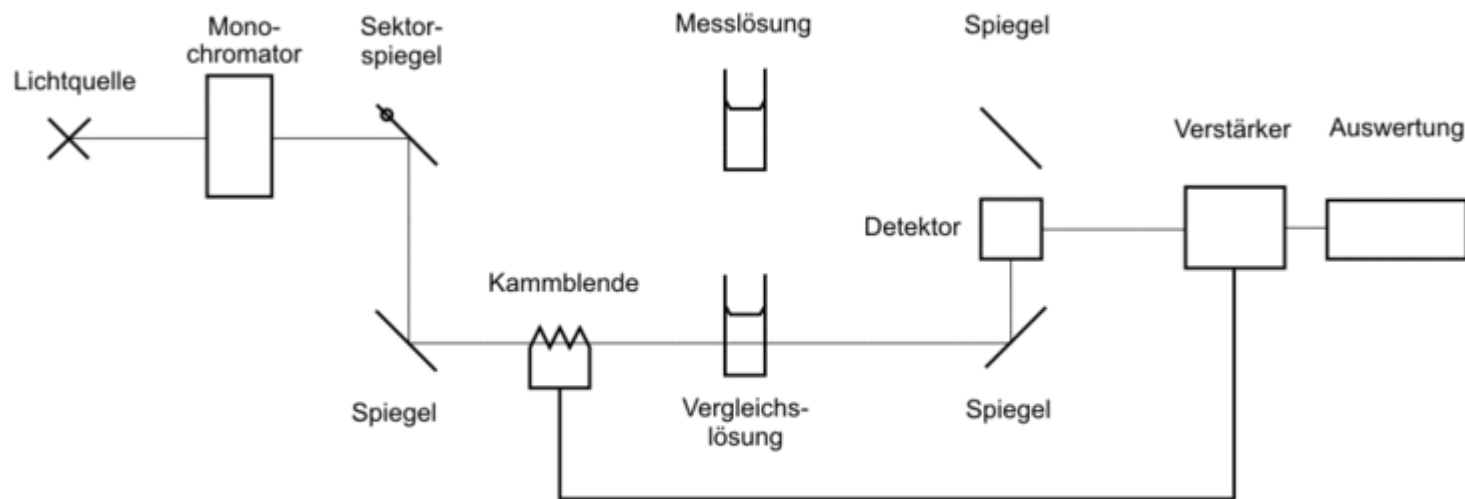 Lichtquelle
Mono-
chromator
Sektor-
spiegel
Messlösung
Spiegel
Verstärker
Auswertung
Detektor
Kammblende
Spiegel
Vergleichs-
lösung
Spiegel